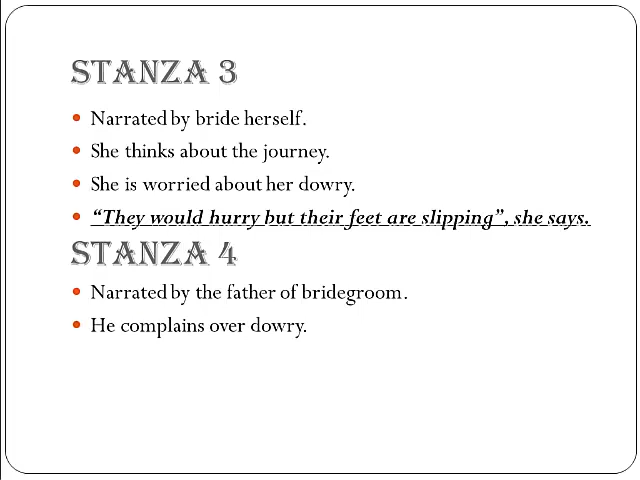 STANZA 3
Narrated by bride herself.
She thinks about the journey.
She is worried about her dowry.
“They would hurry but their feet are slipping”, she says.
STANZA 4
Narrated by the father of bridegroom.
He complains over dowry.